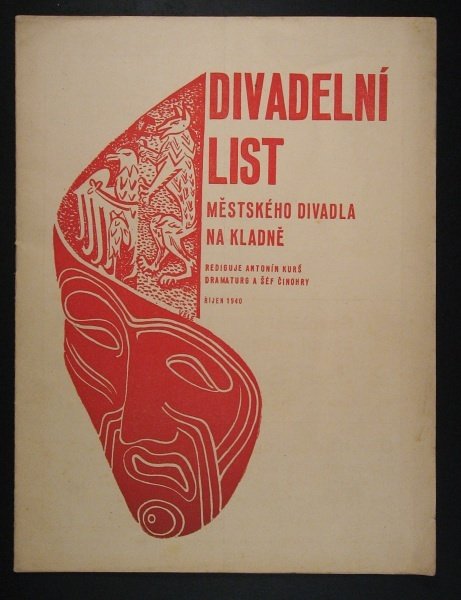 DIVADELNÍ
LIST
MĚSTSKÉHO DIVADLA
NA KLADNĚ
REDIGUJE ANTONÍN KURŠ
DRAMATURG A ŠÉF ČINOHRY
ŘÍJEN 1940